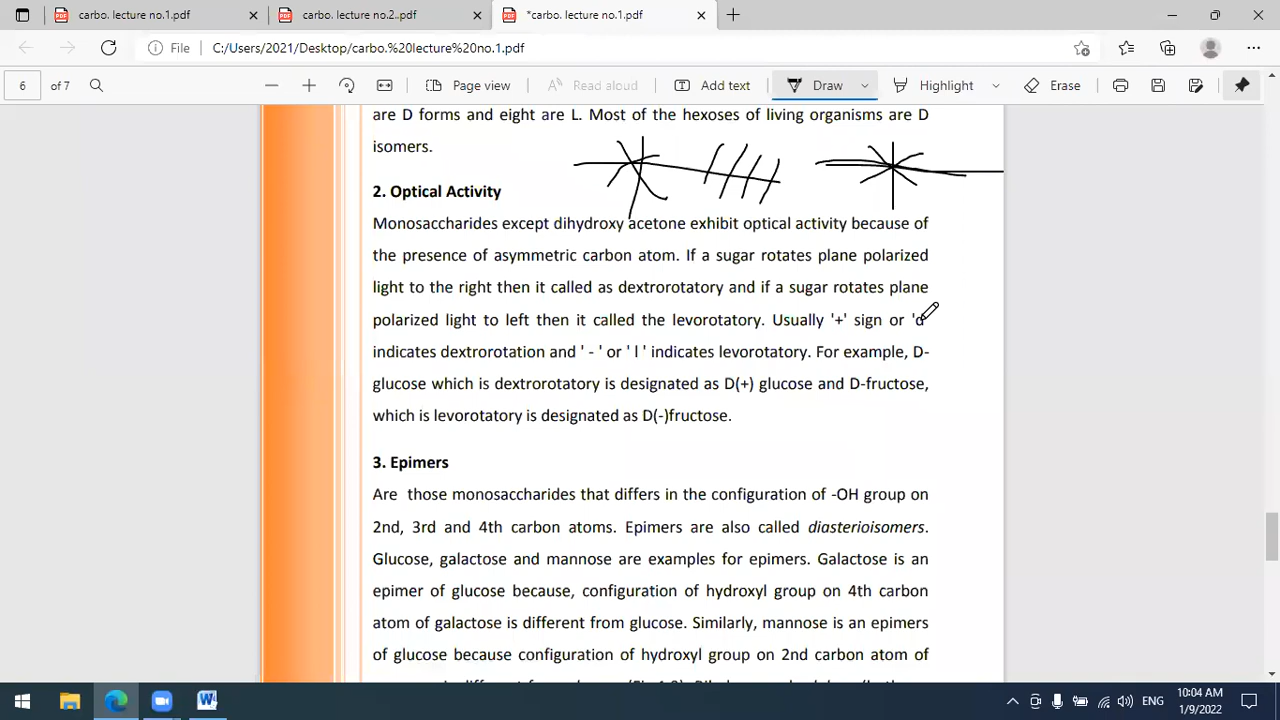 carbo. lecture no.1.pdf
carbo. lecture no.2..pdf
*carbo. lecture no.1.pdf
File C:/Users/2021/Desktop/carbo.%20lecture%20no.1.pdf
6 of 7 Page view Read aloud Add text Draw Highlight Erase
are D forms and eight are L. Most of the hexoses of living organisms are D
isomers.
2. Optical Activity
Monosaccharides except dihydroxy acetone exhibit optical activity because of
the presence of asymmetric carbon atom. If a sugar rotates plane polarized
light to the right then it called as dextrorotatory and if a sugar rotates plane
polarized light to left then it called the levorotatory. Usually '+' sign or
indicates dextrorotation and ' - ' or ' l ' indicates levorotatory. For example, D-
glucose which is dextrorotatory is designated as D(+) glucose and D-fructose,
which is levorotatory is designated as D(-)fructose.
3. Epimers
Are those monosaccharides that differs in the configuration of -OH group on
2nd, 3rd and 4th carbon atoms. Epimers are also called diasterioisomers.
Glucose, galactose and mannose are examples for epimers. Galactose is an
epimer of glucose because, configuration of hydroxyl group on 4th carbon
atom of galactose is different from glucose. Similarly, mannose is an epimers
of glucose because configuration of hydroxyl group on 2nd carbon atom of
ENG
10:04 AM
1/9/2022